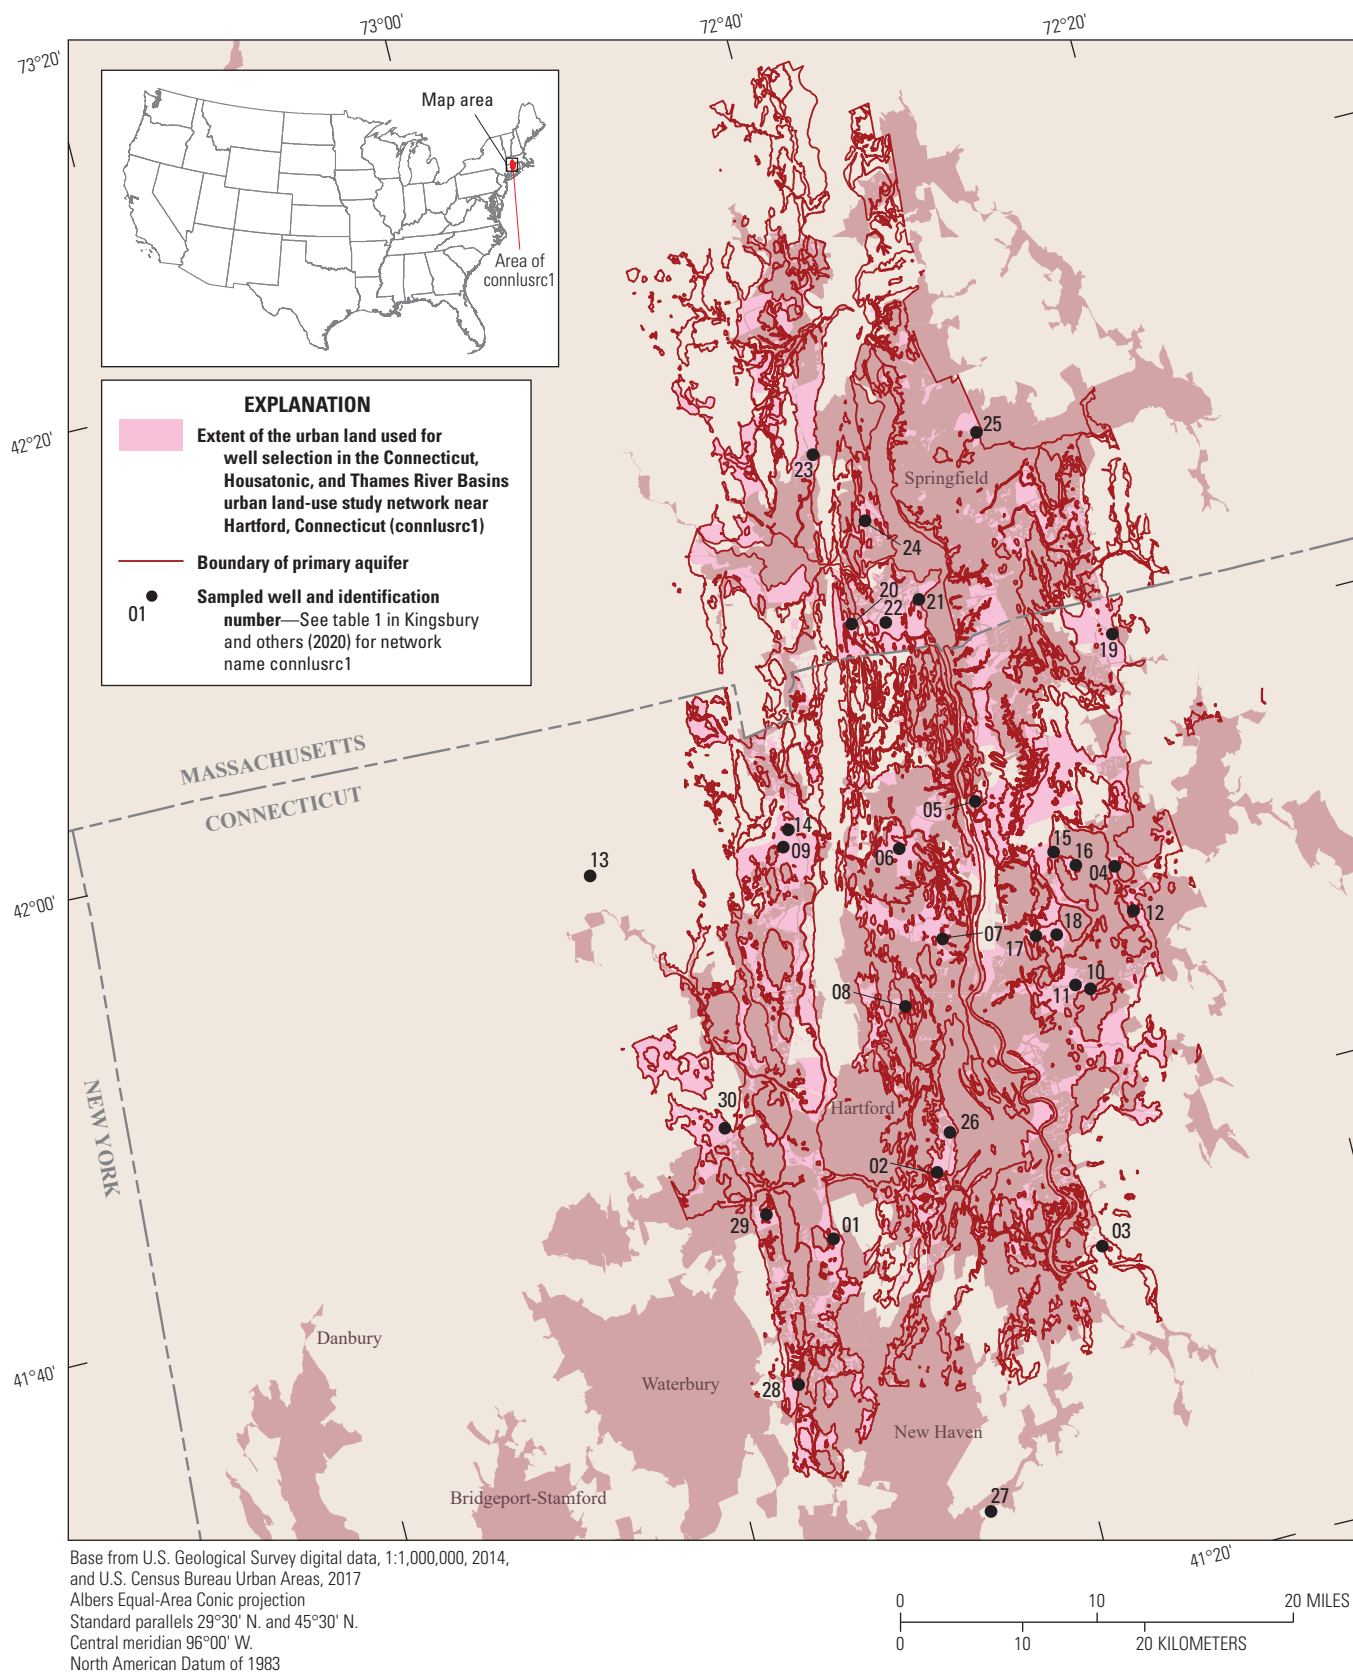 73°00'
72°40'
72°20'
73°20'
Map area
Area of
connlusrc1
EXPLANATION
Extent of the urban land used for
well selection in the Connecticut,
Housatonic, and Thames River Basins
urban land-use study network near
Hartford, Connecticut (connlusrc1)
Boundary of primary aquifer
01
Sampled well and identification
number—See table 1 in Kingsbury
and others (2020) for network
name connlusrc1
42°20'
25
23
Springfield
24
20
22
21
19
MASSACHUSETTS
CONNECTICUT
05
14
09
06
15
16
04
13
42°00'
12
07
18
17
10
11
08
NEW YORK
30
Hartford
26
02
29
01
03
Danbury
41°40'
Waterbury
28
New Haven
Bridgeport-Stamford
27
41°20'
Base from U.S. Geological Survey digital data, 1:1,000,000, 2014,
and U.S. Census Bureau Urban Areas, 2017
Albers Equal-Area Conic projection
Standard parallels 29°30' N. and 45°30' N.
Central meridian 96°00' W.
North American Datum of 1983
0 10 20 MILES
0 10 20 KILOMETERS